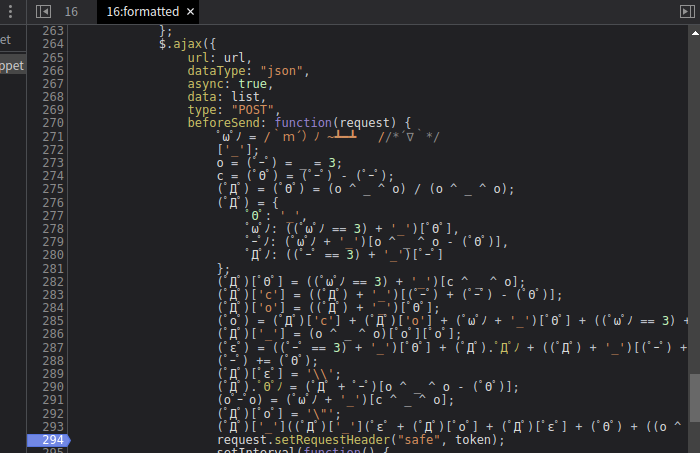 16
16:formatted
et
ppet
263 };
264 $.ajax({
265 url: url,
266 dataType: "json",
267 async: true,
268 data: list,
269 type: "POST",
270 beforeSend: function(request) {
271 ﾟωﾟﾉ = /｀ｍ´）ﾉ ~┻━┻ //*´∇｀*/
272 ['_'];
273 o = (ﾟｰﾟ) = _ = 3;
274 c = (ﾟΘﾟ) = (ﾟｰﾟ) - (ﾟｰﾟ);
275 (ﾟДﾟ) = (ﾟΘﾟ) = (o ^ _ ^ o) / (o ^ _ ^ o);
276 (ﾟДﾟ) = {
277 ﾟΘﾟ: '_',
278 ﾟωﾟﾉ: ((ﾟωﾟﾉ == 3) + '_')[ﾟΘﾟ],
279 ﾟｰﾟﾉ: (ﾟωﾟﾉ + '_')[o ^ _ ^ o - (ﾟΘﾟ)],
280 ﾟДﾟﾉ: ((ﾟｰﾟ == 3) + '_')[ﾟｰﾟ]
281 };
282 (ﾟДﾟ)[ﾟΘﾟ] = ((ﾟωﾟﾉ == 3) + '_')[c ^ _ ^ o];
283 (ﾟДﾟ)['c'] = ((ﾟДﾟ) + '_')[(ﾟｰﾟ) + (ﾟｰﾟ) - (ﾟΘﾟ)];
284 (ﾟДﾟ)['o'] = ((ﾟДﾟ) + '_')[ﾟΘﾟ];
285 (ﾟoﾟ) = (ﾟДﾟ)['c'] + (ﾟДﾟ)['o'] + (ﾟωﾟﾉ + '_')[ﾟΘﾟ] + ((ﾟωﾟﾉ == 3) +
286 (ﾟДﾟ)['_'] = (o ^ _ ^ o)[ﾟoﾟ][ﾟoﾟ];
287 (ﾟεﾟ) = ((ﾟｰﾟ == 3) + '_')[ﾟΘﾟ] + (ﾟДﾟ).ﾟДﾟﾉ + ((ﾟДﾟ) + '_')[(ﾟｰﾟ) +
288 (ﾟｰﾟ) += (ﾟΘﾟ);
289 (ﾟДﾟ)[ﾟεﾟ] = '\\';
290 (ﾟДﾟ).ﾟΘﾟﾉ = (ﾟДﾟ + ﾟｰﾟ)[o ^ _ ^ o - (ﾟΘﾟ)];
291 (oﾟｰﾟo) = (ﾟωﾟﾉ + '_')[c ^ _ ^ o];
292 (ﾟДﾟ)[ﾟoﾟ] = '\"';
293 (ﾟДﾟ)['_']((ﾟДﾟ)['_'](ﾟεﾟ + (ﾟДﾟ)[ﾟoﾟ] + (ﾟДﾟ)[ﾟεﾟ] + (ﾟΘﾟ) + ((o ^
294 request.setRequestHeader("safe", token);
295 setInterval(function() {